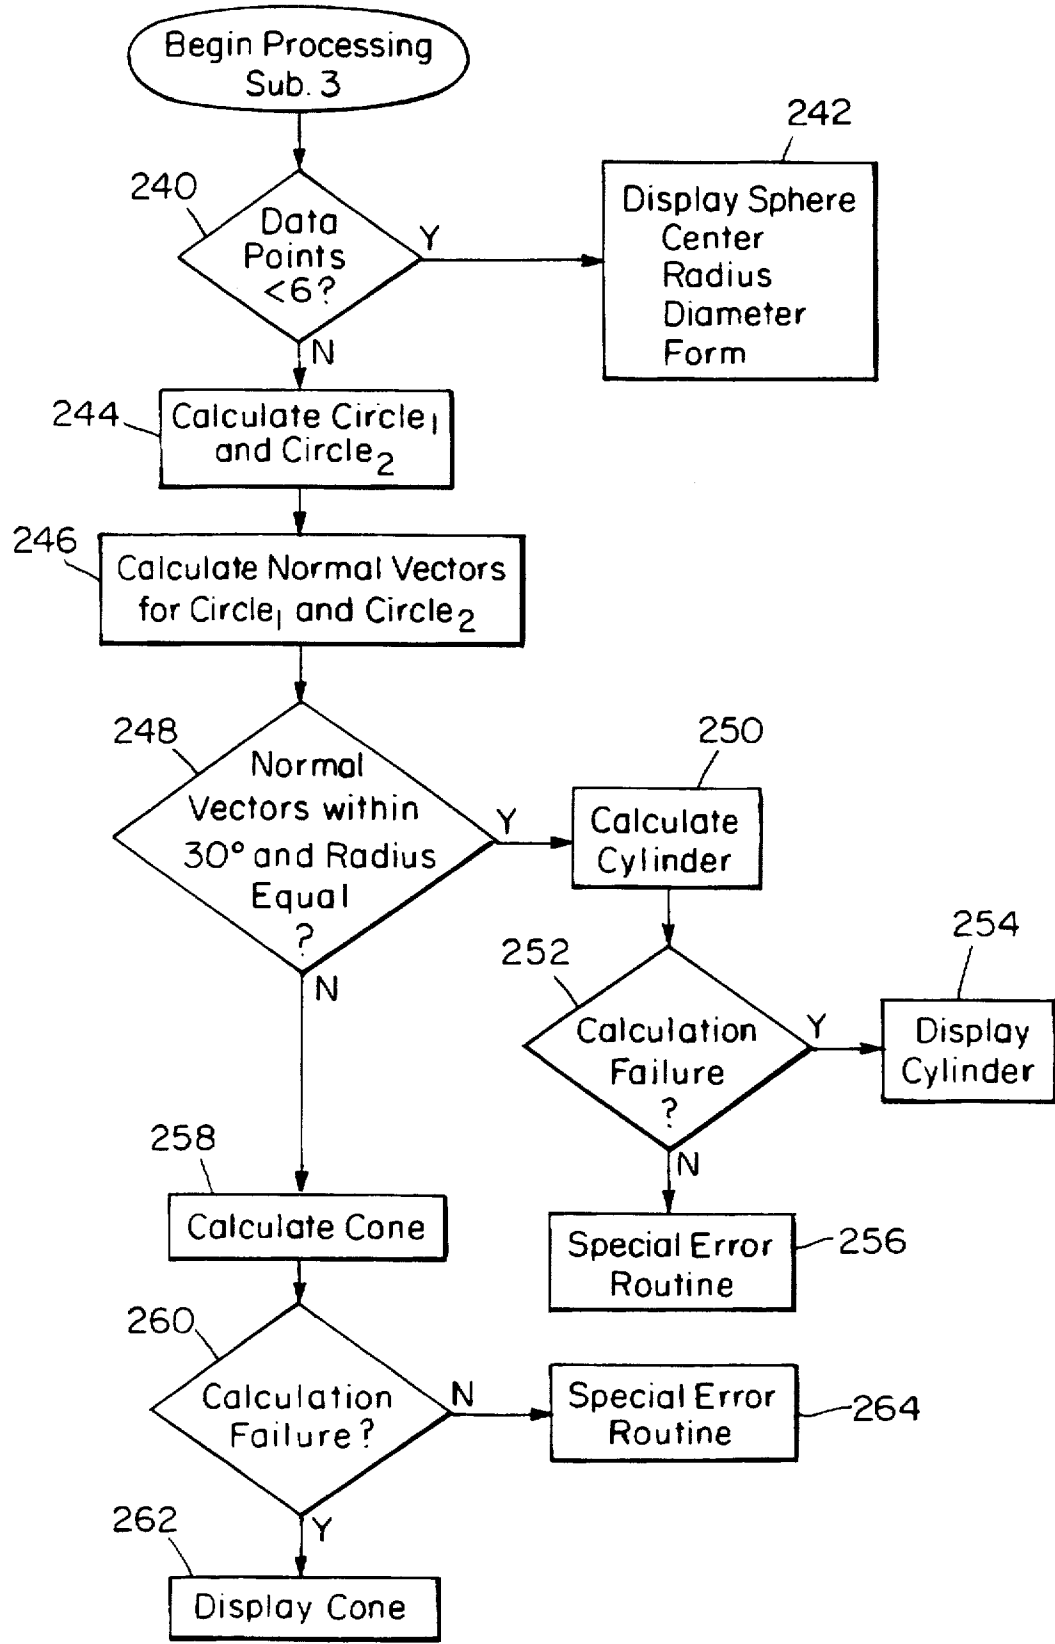 Begin Processing
Sub. 3
240
Data
Points
<6?
Y
N
242
Display Sphere
Center
Radius
Diameter
Form
244
Calculate Circle₁
and Circle₂
246
Calculate Normal Vectors
for Circle₁ and Circle₂
248
Normal
Vectors within
30° and Radius
Equal
?
Y
N
250
Calculate
Cylinder
252
Calculation
Failure
?
Y
N
254
Display
Cylinder
256
Special Error
Routine
258
Calculate Cone
260
Calculation
Failure?
N
Y
264
Special Error
Routine
262
Display Cone